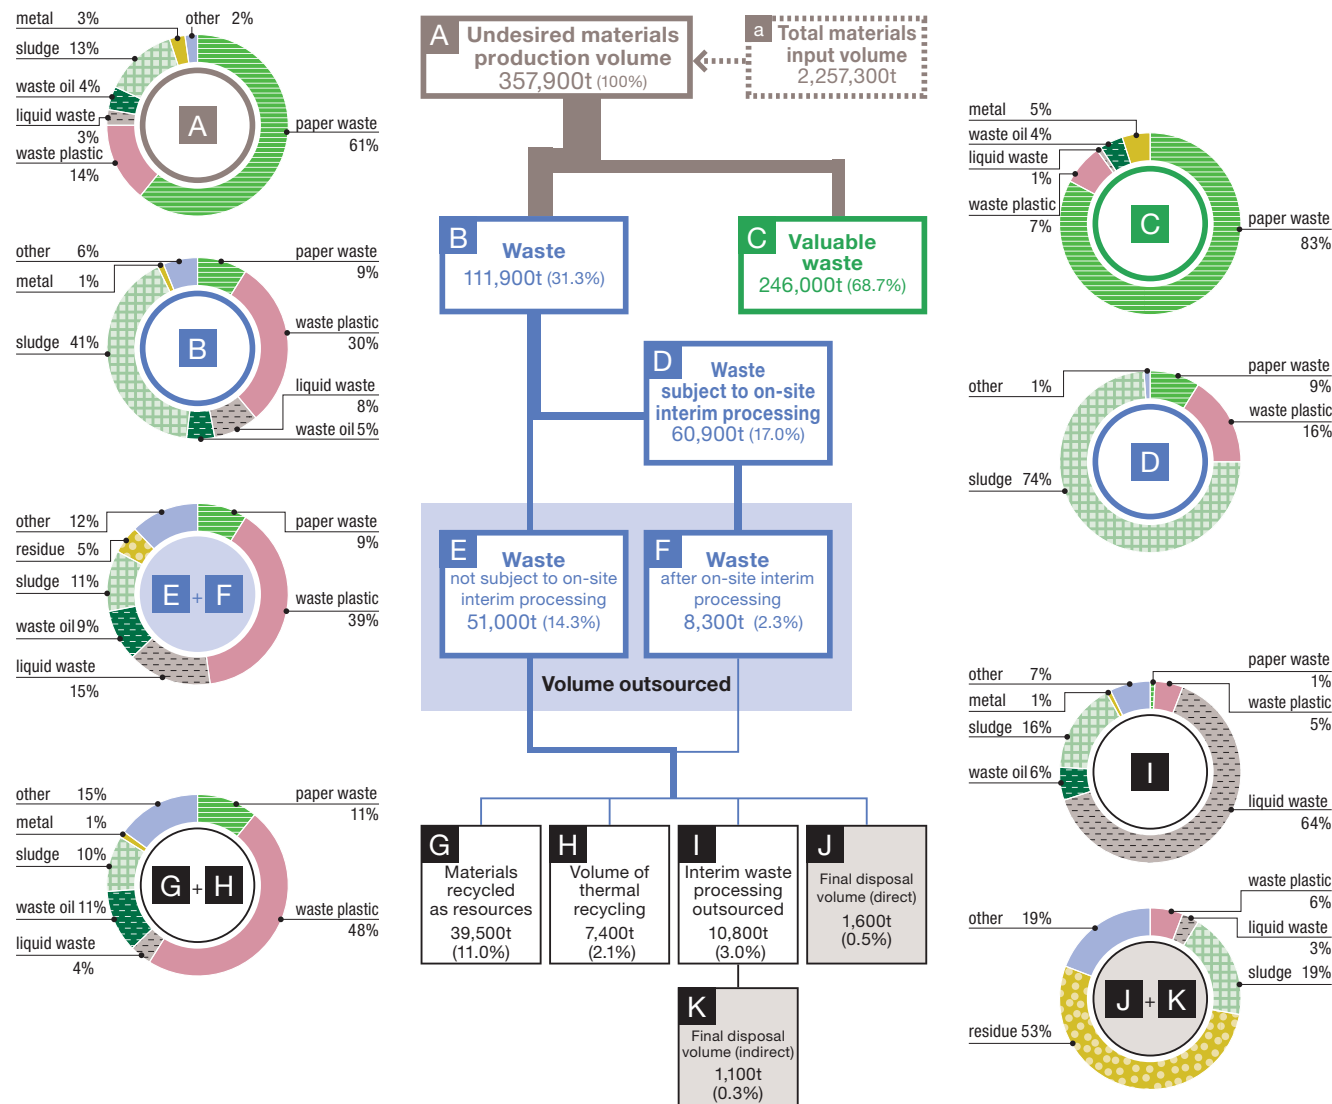 metal 3%
other 2%
sludge 13%
waste oil 4%
liquid waste
3%
waste plastic
14%
A
paper waste
61%
A
Undesired materials
production volume
357,900t (100%)
a
Total materials
input volume
2,257,300t
metal 5%
waste oil 4%
liquid waste
1%
waste plastic
7%
C
paper waste
83%
other 6%
metal 1%
sludge 41%
B
paper waste
9%
waste plastic
30%
liquid waste
8%
waste oil 5%
B
Waste
111,900t (31.3%)
C
Valuable
waste
246,000t (68.7%)
D
Waste
subject to on-site
interim processing
60,900t (17.0%)
other 1%
sludge 74%
D
paper waste
9%
waste plastic
16%
other 12%
residue 5%
sludge 11%
waste oil 9%
liquid waste
15%
E + F
paper waste
9%
waste plastic
39%
E
Waste
not subject to on-site
interim processing
51,000t (14.3%)
F
Waste
after on-site interim
processing
8,300t (2.3%)
Volume outsourced
other 7%
metal 1%
sludge 16%
waste oil 6%
I
paper waste
1%
waste plastic
5%
liquid waste
64%
other 15%
metal 1%
sludge 10%
waste oil 11%
liquid waste
4%
G + H
paper waste
11%
waste plastic
48%
G
Materials
recycled
as resources
39,500t
(11.0%)
H
Volume of
thermal
recycling
7,400t
(2.1%)
I
Interim waste
processing
outsourced
10,800t
(3.0%)
J
Final disposal
volume (direct)
1,600t
(0.5%)
K
Final disposal
volume (indirect)
1,100t
(0.3%)
other 19%
residue 53%
J + K
waste plastic
6%
liquid waste
3%
sludge 19%